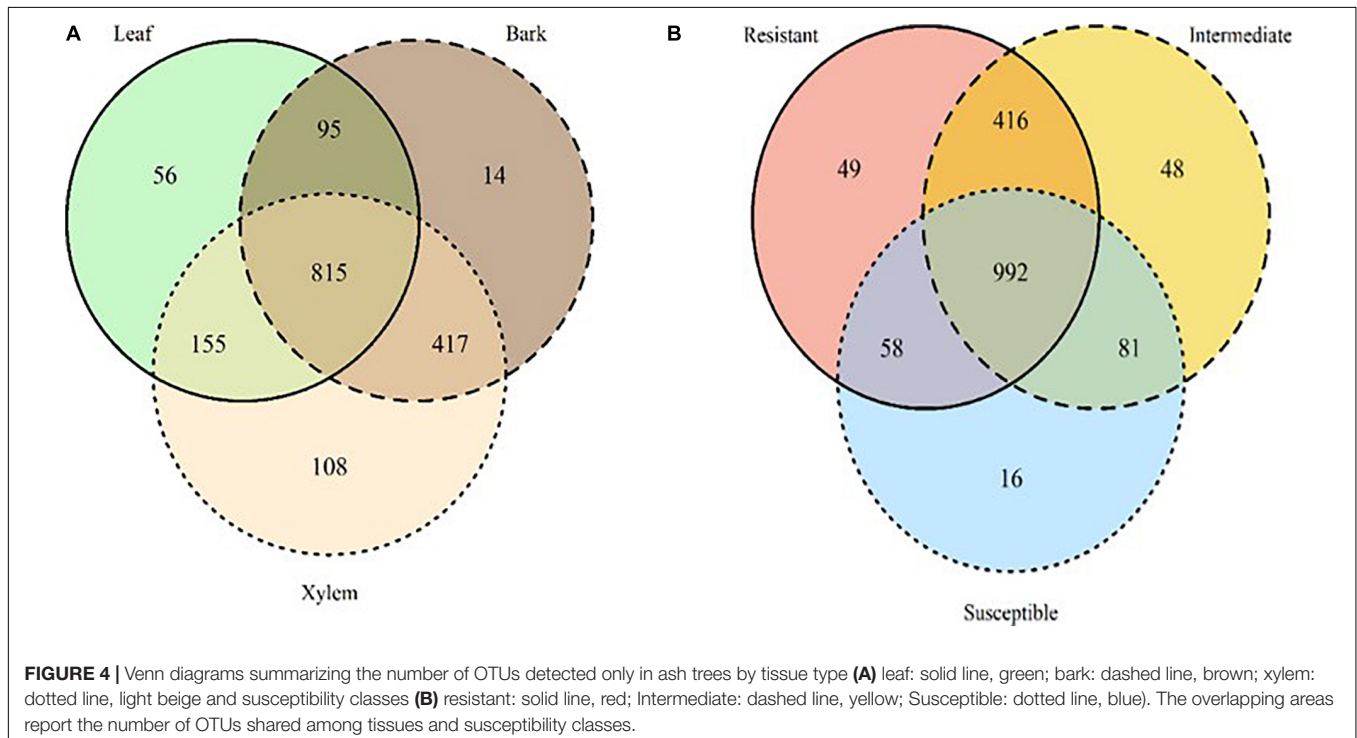 A
Leaf
Bark
56
95
14
815
155
417
108
Xylem
B
Resistant
Intermediate
49
416
48
992
58
81
16
Susceptible
FIGURE 4 | Venn diagrams summarizing the number of OTUs detected only in ash trees by tissue type (A) leaf: solid line, green; bark: dashed line, brown; xylem:
dotted line, light beige and susceptibility classes (B) resistant: solid line, red; Intermediate: dashed line, yellow; Susceptible: dotted line, blue). The overlapping areas
report the number of OTUs shared among tissues and susceptibility classes.